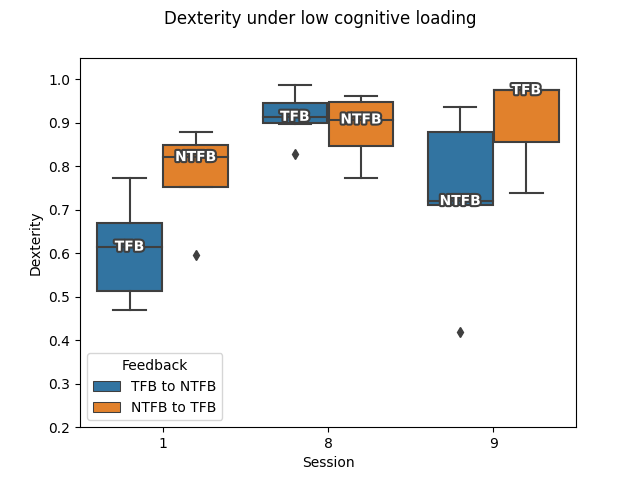 Dexterity under low cognitive loading
Dexterity
1.0
0.9
0.8
0.7
0.6
0.5
0.4
0.3
0.2
TFB
NTFB
TFB
NTFB
NTFB
TFB
Feedback
TFB to NTFB
NTFB to TFB
1
8
9
Session